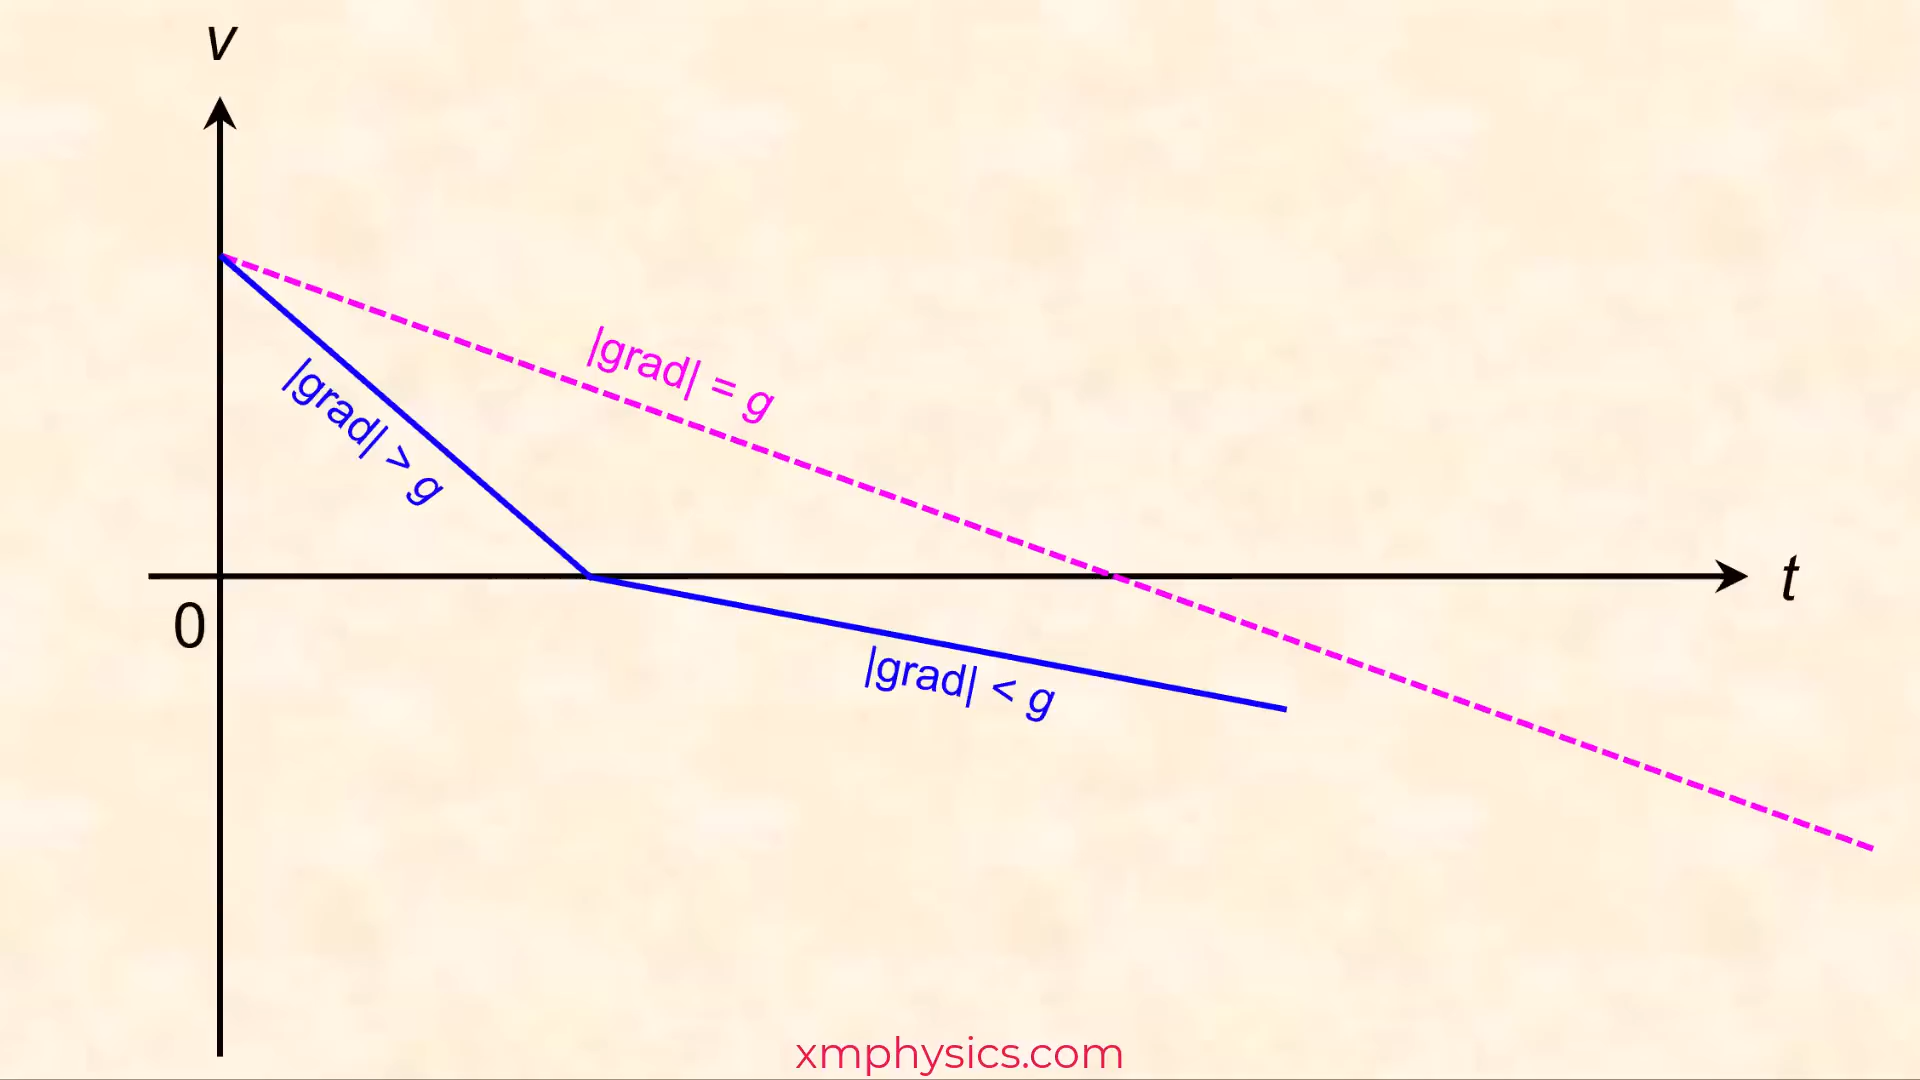 v
|grad| = g
|grad| > g
t
0
|grad| < g
xmphysics.com